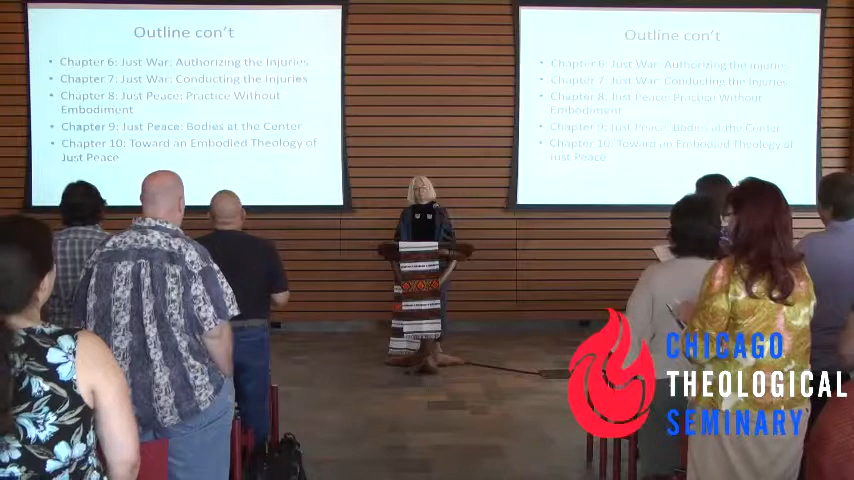 Outline con't
• Chapter 6: Just War: Authorizing the Injuries
• Chapter 7: Just War: Conducting the Injuries
• Chapter 8: Just Peace: Practice Without
Embodiment
• Chapter 9: Just Peace: Bodies at the Center
• Chapter 10: Toward an Embodied Theology of
Just Peace
Outline con't
• Chapter 6: Just War: Authorizing the Injuries
• Chapter 7: Just War: Conducting the Injuries
• Chapter 8: Just Peace: Practice Without
Embodiment
• Chapter 9: Just Peace: Bodies at the Center
• Chapter 10: Toward an Embodied Theology of
Just Peace
CHICAGO
THEOLOGICAL
SEMINARY